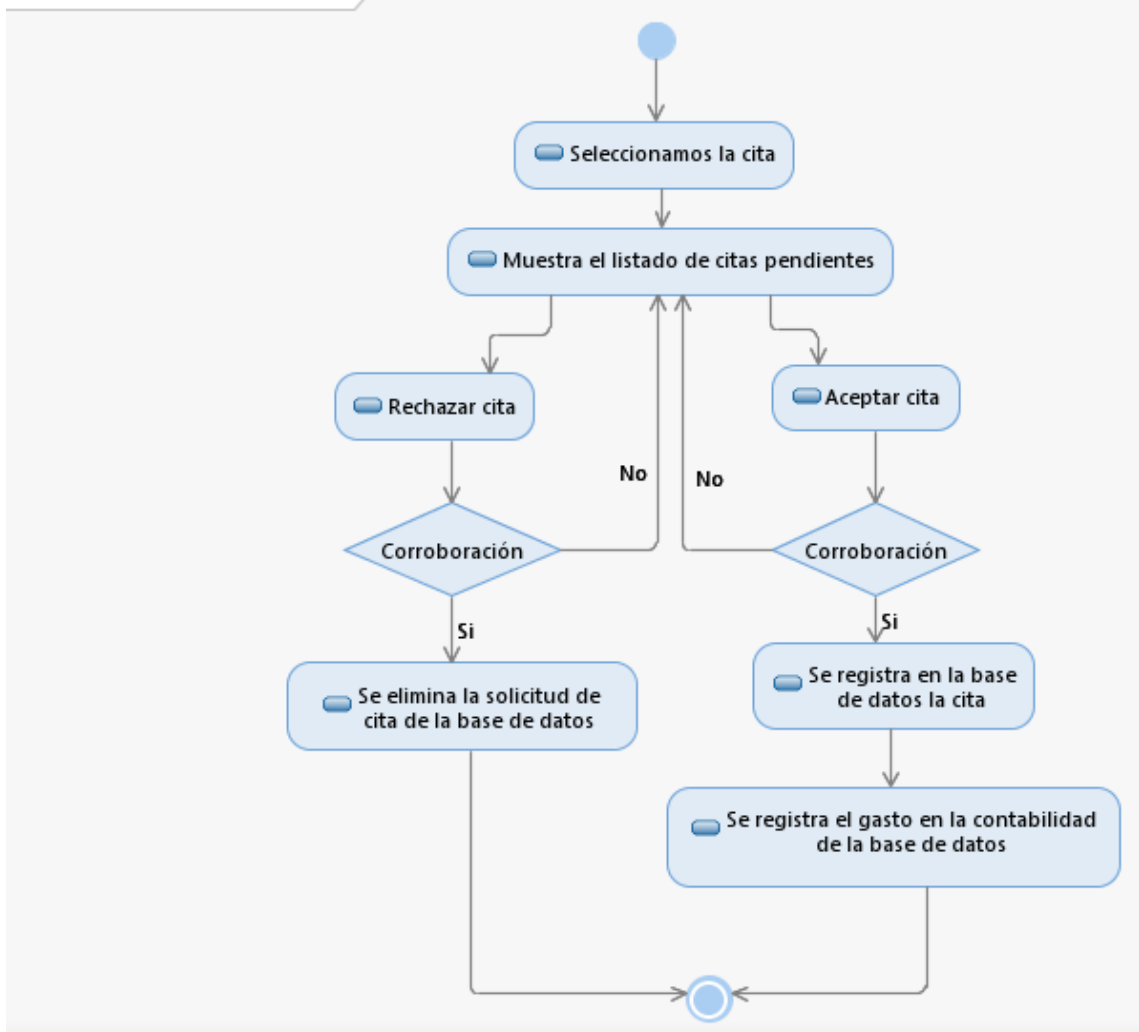 Seleccionamos la cita
Muestra el listado de citas pendientes
Rechazar cita
Aceptar cita
No
No
Corroboración
Corroboración
Si
Si
Se elimina la solicitud de
cita de la base de datos
Se registra en la base
de datos la cita
Se registra el gasto en la contabilidad
de la base de datos